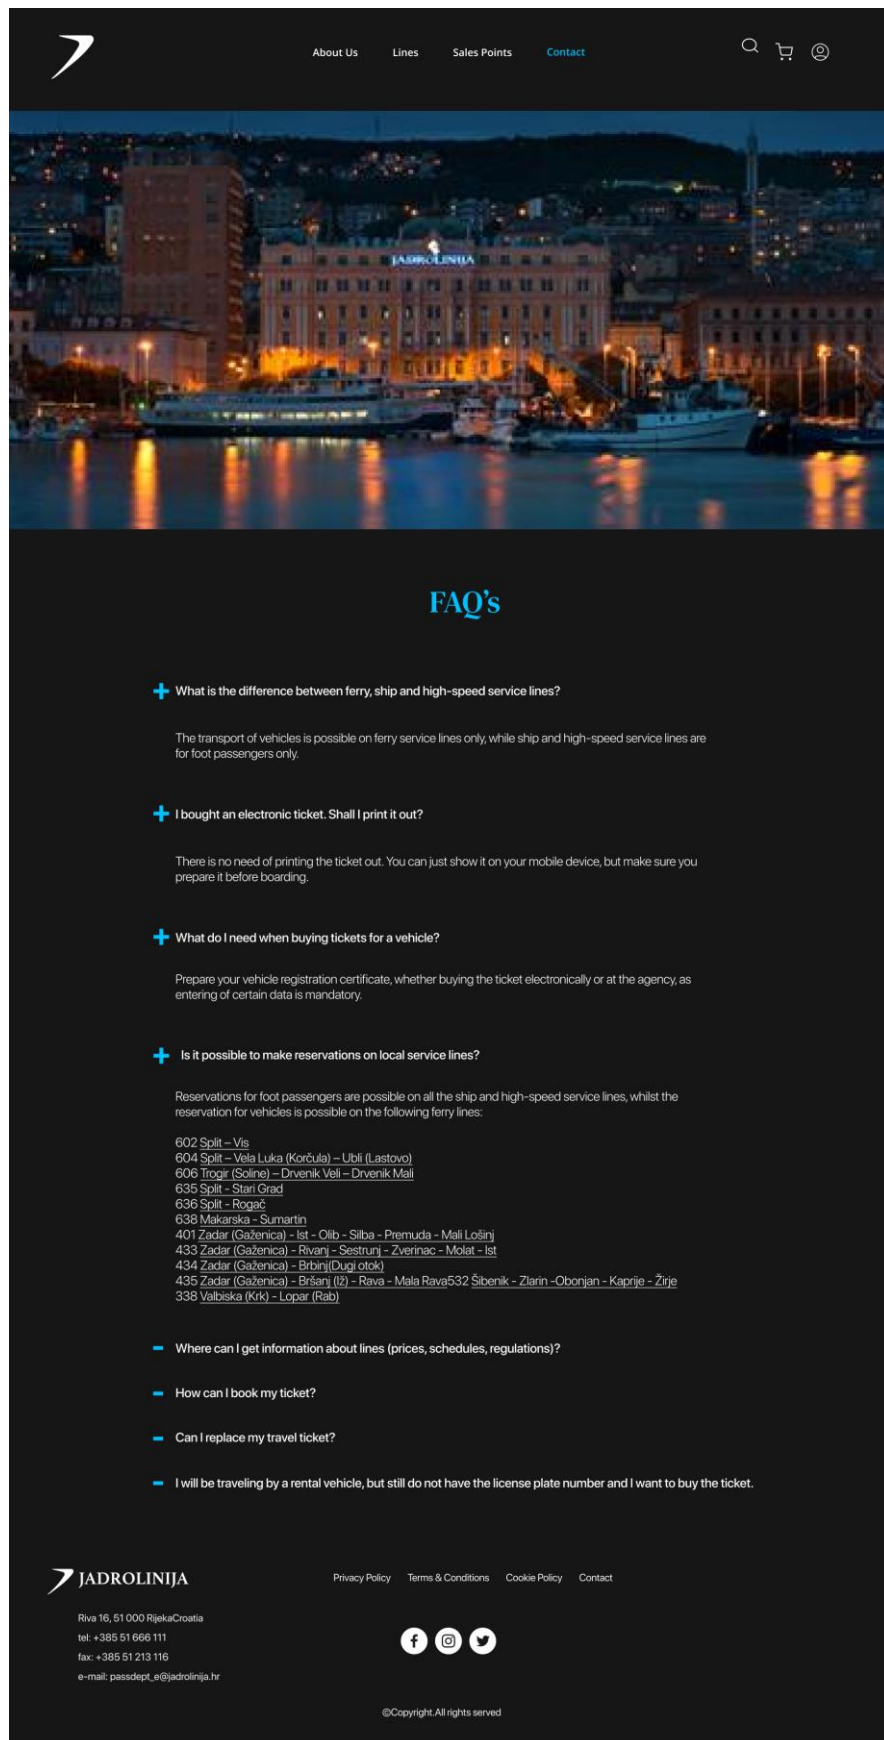 About Us Lines Sales Points Contact
JADROLINIJA
FAQ's
What is the difference between ferry, ship and high-speed service lines?
The transport of vehicles is possible on ferry service lines only, while ship and high-speed service lines are
for foot passengers only.
I bought an electronic ticket. Shall I print it out?
There is no need of printing the ticket out. You can just show it on your mobile device, but make sure you
prepare it before boarding.
What do I need when buying tickets for a vehicle?
Prepare your vehicle registration certificate, whether buying the ticket electronically or at the agency, as
entering of certain data is mandatory.
Is it possible to make reservations on local service lines?
Reservations for foot passengers are possible on all the ship and high-speed service lines, whilst the
reservation for vehicles is possible on the following ferry lines:
602 Split – Vis
604 Split – Vela Luka (Korčula) – Ubli (Lastovo)
606 Trogir (Soline) – Drvenik Veli – Drvenik Mali
635 Split - Stari Grad
636 Split - Rogač
638 Makarska - Sumartin
401 Zadar (Gaženica) - Ist - Olib - Silba - Premuda - Mali Lošinj
433 Zadar (Gaženica) - Rivanj - Sestrunj - Zverinac - Molat - Ist
434 Zadar (Gaženica) - Brbinj(Dugi otok)
435 Zadar (Gaženica) - Bršanj (Iž) - Rava - Mala Rava532 Šibenik - Zlarin -Obonjan - Kaprije - Žirje
338 Valbiska (Krk) - Lopar (Rab)
Where can I get information about lines (prices, schedules, regulations)?
How can I book my ticket?
Can I replace my travel ticket?
I will be traveling by a rental vehicle, but still do not have the license plate number and I want to buy the ticket.
JADROLINIJA
Privacy Policy Terms & Conditions Cookie Policy Contact
Riva 16, 51 000 RijekaCroatia
tel: +385 51 666 111
fax: +385 51 213 116
e-mail: passdept_e@jadrolinija.hr
©Copyright.All rights served